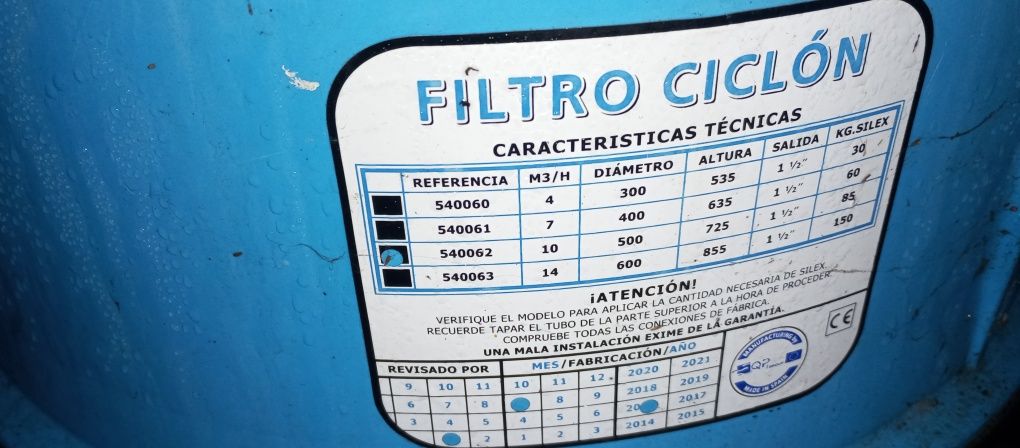 FILTRO CICLÓN
CARACTERISTICAS TÉCNICAS
REFERENCIA M3/H DIÁMETRO ALTURA SALIDA KG.SILEX
540060 4 300 535 1 ½" 30
540061 7 400 635 1 ½" 60
540062 10 500 725 1 ½" 85
540063 14 600 855 1 ½" 150
¡ATENCIÓN!
VERIFIQUE EL MODELO PARA APLICAR LA CANTIDAD NECESARIA DE SILEX.
RECUERDE TAPAR EL TUBO DE LA PARTE SUPERIOR A LA HORA DE PROCEDER.
COMPRUEBE TODAS LAS CONEXIONES DE FÁBRICA.
UNA MALA INSTALACIÓN EXIME DE LA GARANTÍA.
REVISADO POR MES/FABRICACIÓN/AÑO
9 10 11 10 11 12 2020 2021
6 7 8 8 9 2018 2019
3 4 5 4 5 6 2017
2 1 2 3 2014 2015
CE
MANUFACTURING by
QP
MADE IN SPAIN